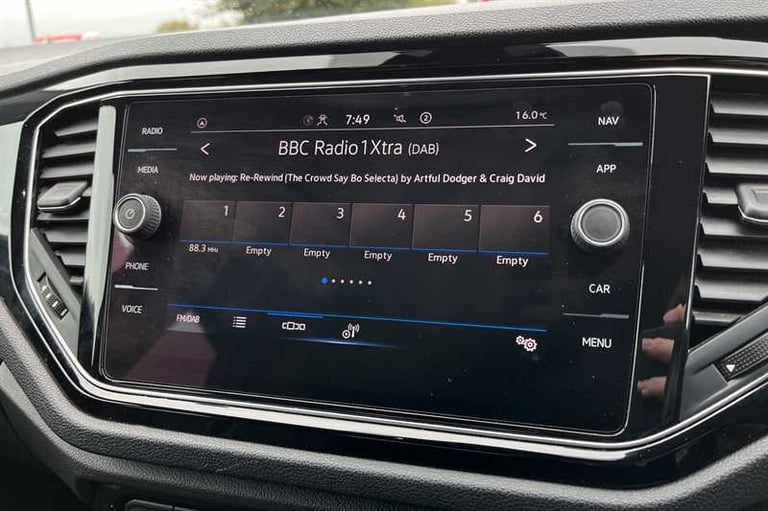 RADIO
MEDIA
PHONE
VOICE
7:49
2
16.0°C
BBC Radio 1Xtra (DAB)
Now playing: Re-Rewind (The Crowd Say Bo Selecta) by Artful Dodger & Craig David
1 2 3 4 5 6
88.3 MHz Empty Empty Empty Empty Empty
FM/DAB
NAV
APP
CAR
MENU